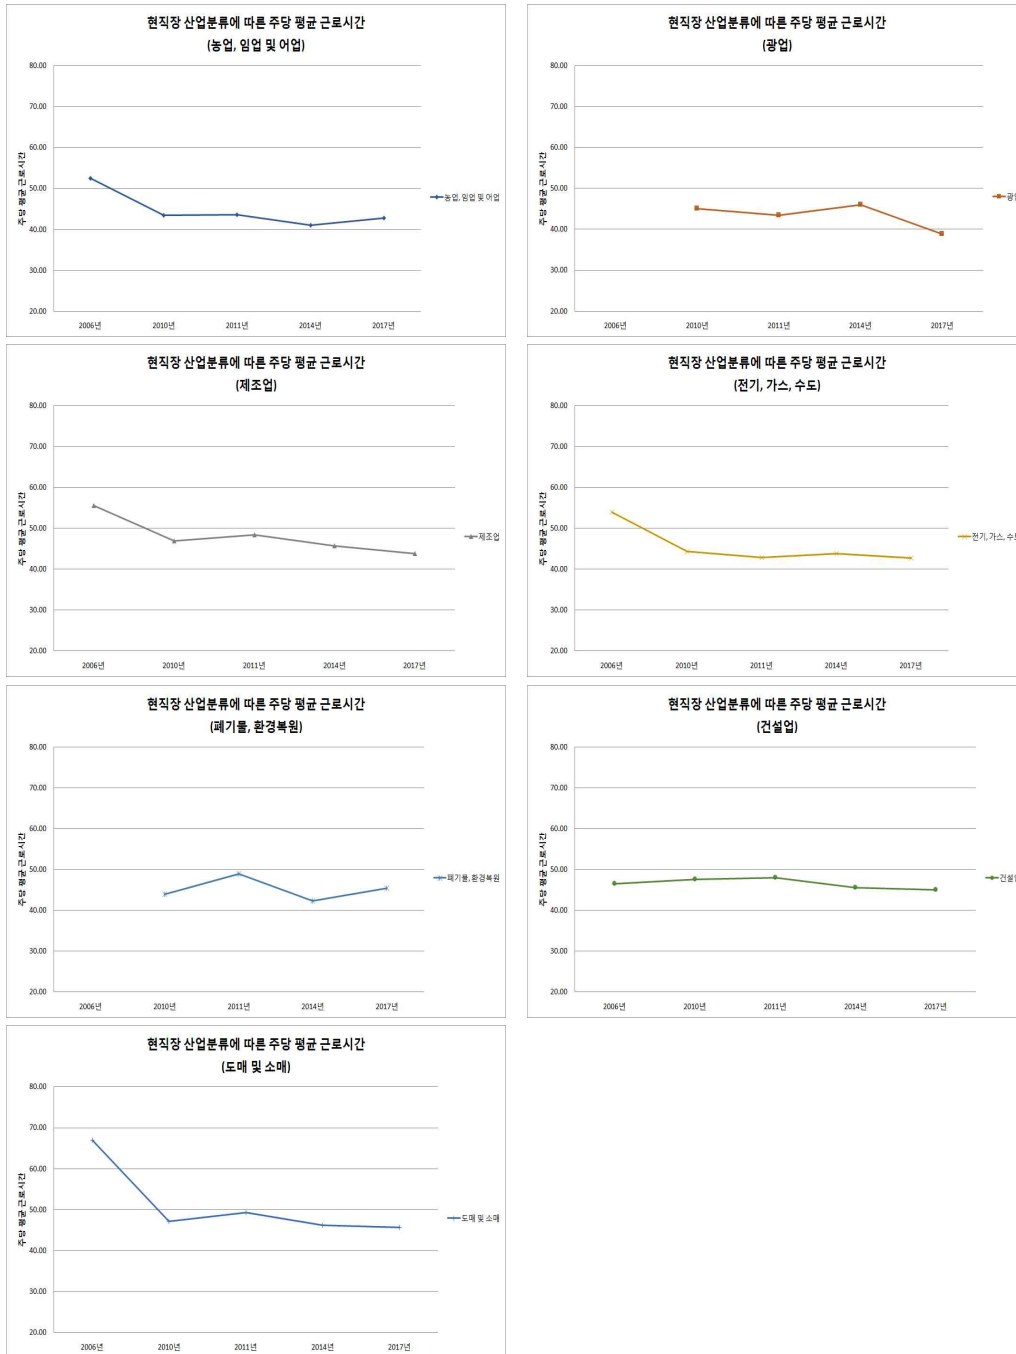 현직장 산업분류에 따른 주당 평균 근로시간
(농업, 임업 및 어업)
80.00
70.00
60.00
50.00
40.00
30.00
20.00
주당 평균 근로시간
농업, 임업 및 어업
2006년 2010년 2011년 2014년 2017년
현직장 산업분류에 따른 주당 평균 근로시간
(광업)
80.00
70.00
60.00
50.00
40.00
30.00
20.00
주당 평균 근로시간
광업
2006년 2010년 2011년 2014년 2017년
현직장 산업분류에 따른 주당 평균 근로시간
(제조업)
80.00
70.00
60.00
50.00
40.00
30.00
20.00
주당 평균 근로시간
제조업
2006년 2010년 2011년 2014년 2017년
현직장 산업분류에 따른 주당 평균 근로시간
(전기, 가스, 수도)
80.00
70.00
60.00
50.00
40.00
30.00
20.00
주당 평균 근로시간
전기, 가스, 수도
2006년 2010년 2011년 2014년 2017년
현직장 산업분류에 따른 주당 평균 근로시간
(폐기물, 환경복원)
80.00
70.00
60.00
50.00
40.00
30.00
20.00
주당 평균 근로시간
폐기물, 환경복원
2006년 2010년 2011년 2014년 2017년
현직장 산업분류에 따른 주당 평균 근로시간
(건설업)
80.00
70.00
60.00
50.00
40.00
30.00
20.00
주당 평균 근로시간
건설업
2006년 2010년 2011년 2014년 2017년
현직장 산업분류에 따른 주당 평균 근로시간
(도매 및 소매)
80.00
70.00
60.00
50.00
40.00
30.00
20.00
주당 평균 근로시간
도매 및 소매
2006년 2010년 2011년 2014년 2017년